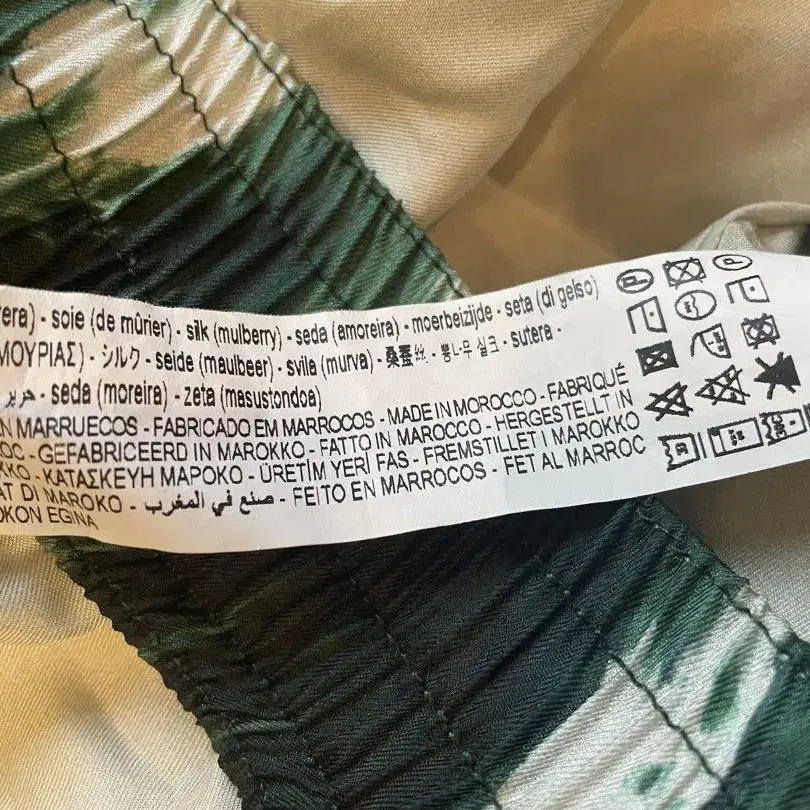 rera) - soie (de mûrier) - silk (mulberry) - seda (amoreira) - moerbeizijde - seta (di gelso)
ΜΟΥΡΙΑΣ) - シルク - seide (maulbeer) - svila (murva) - 桑蚕丝 - 뽕나무 실크 - sutera -
حرير - seda (moreira) - zeta (masustondoa)
EN MARRUECOS - FABRICADO EM MARROCOS - MADE IN MOROCCO - FABRIQUÉ
ROC - GEFABRICEERD IN MAROKKO - FATTO IN MAROCCO - HERGESTELLT IN
KKO - ΚΑΤΑΣΚΕΥΗ ΜΑΡΟΚΟ - ÜRETİM YERİ FAS - FREMSTILLET I MAROKKO
AT DI MAROKO - صنع في المغرب - FEITO EN MARROCOS - FET AL MARROC
OKON EGINA